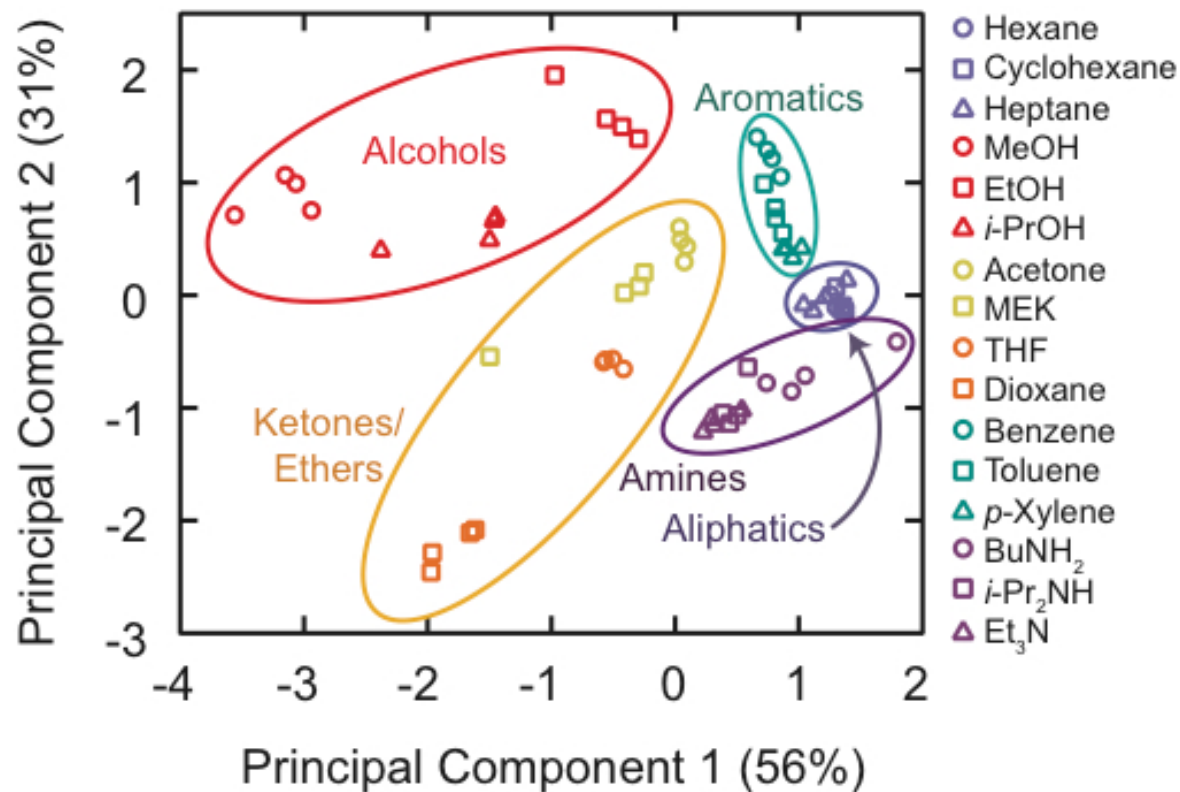 Principal Component 2 (31%)
2
1
0
-1
-2
-3
-4
-3
-2
-1
0
1
2
Principal Component 1 (56%)
Alcohols
Aromatics
Ketones/
Ethers
Amines
Aliphatics
Hexane
Cyclohexane
Heptane
MeOH
EtOH
i-PrOH
Acetone
MEK
THF
Dioxane
Benzene
Toluene
p-Xylene
BuNH₂
i-Pr₂NH
Et₃N